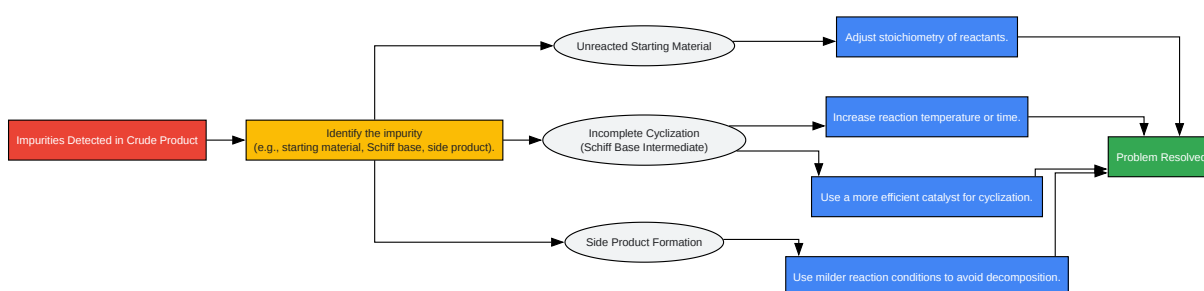 Impurities Detected in Crude Product
Identify the impurity
(e.g., starting material, Schiff base, side product).
Unreacted Starting Material
Adjust stoichiometry of reactants.
Incomplete Cyclization
(Schiff Base Intermediate)
Increase reaction temperature or time.
Use a more efficient catalyst for cyclization.
Side Product Formation
Use milder reaction conditions to avoid decomposition.
Problem Resolved